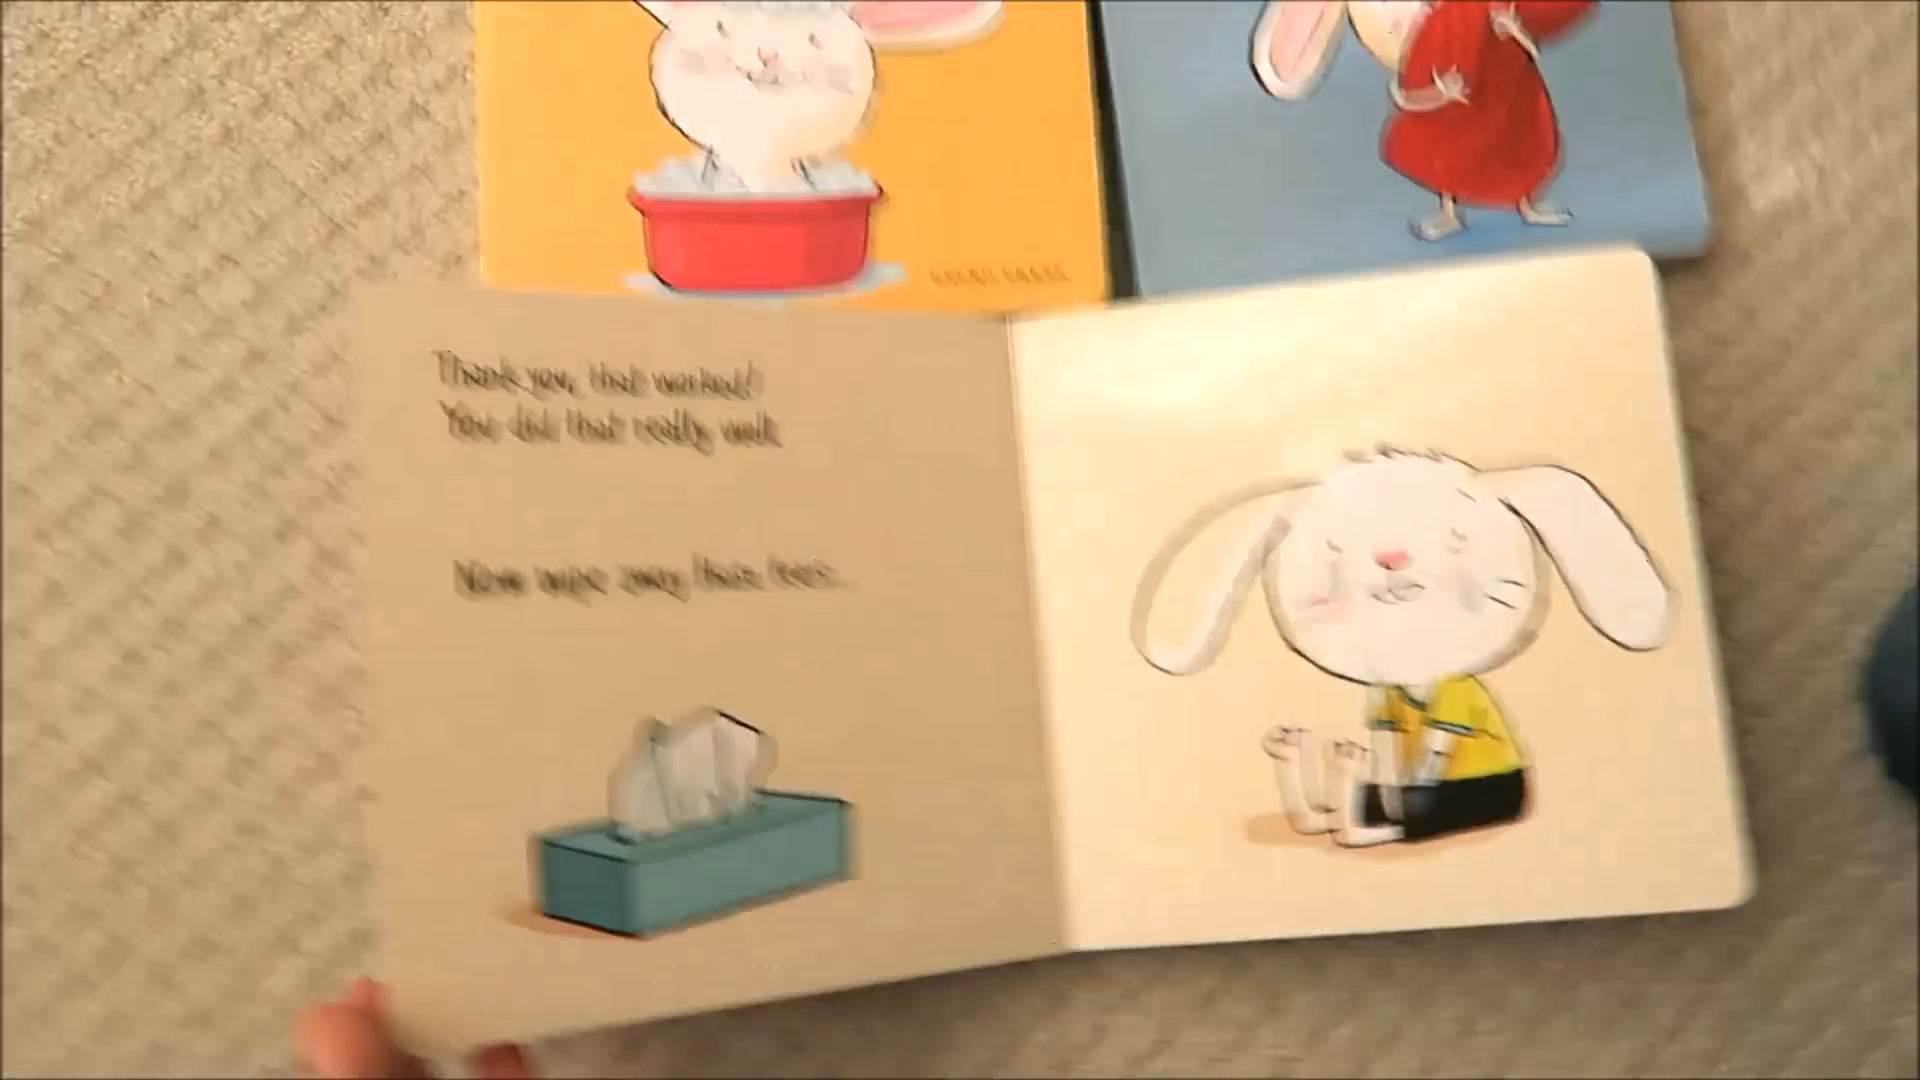 Thank you, that worked!
You did that really well.
Now wipe away those tears...